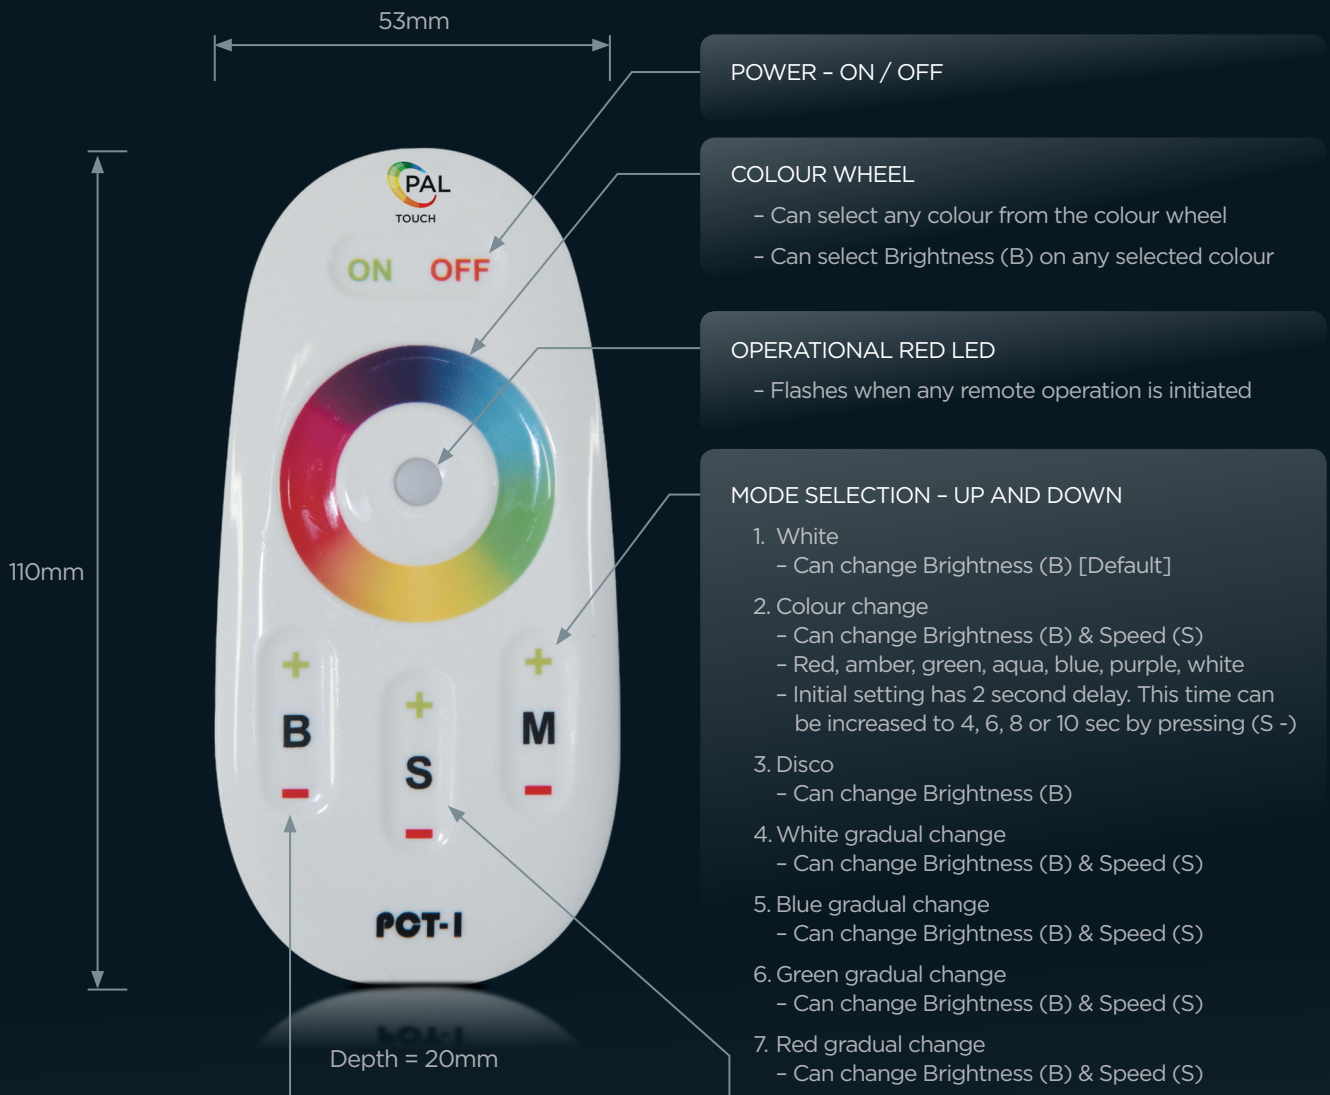 53mm
POWER – ON / OFF
COLOUR WHEEL
– Can select any colour from the colour wheel
– Can select Brightness (B) on any selected colour
OPERATIONAL RED LED
– Flashes when any remote operation is initiated
MODE SELECTION – UP AND DOWN
1. White
– Can change Brightness (B) [Default]
2. Colour change
– Can change Brightness (B) & Speed (S)
– Red, amber, green, aqua, blue, purple, white
– Initial setting has 2 second delay. This time can
be increased to 4, 6, 8 or 10 sec by pressing (S -)
3. Disco
– Can change Brightness (B)
4. White gradual change
– Can change Brightness (B) & Speed (S)
5. Blue gradual change
– Can change Brightness (B) & Speed (S)
6. Green gradual change
– Can change Brightness (B) & Speed (S)
7. Red gradual change
– Can change Brightness (B) & Speed (S)
110mm
PAL
TOUCH
ON OFF
+ + +
B S M
– – –
PCT-1
PCT-1
Depth = 20mm